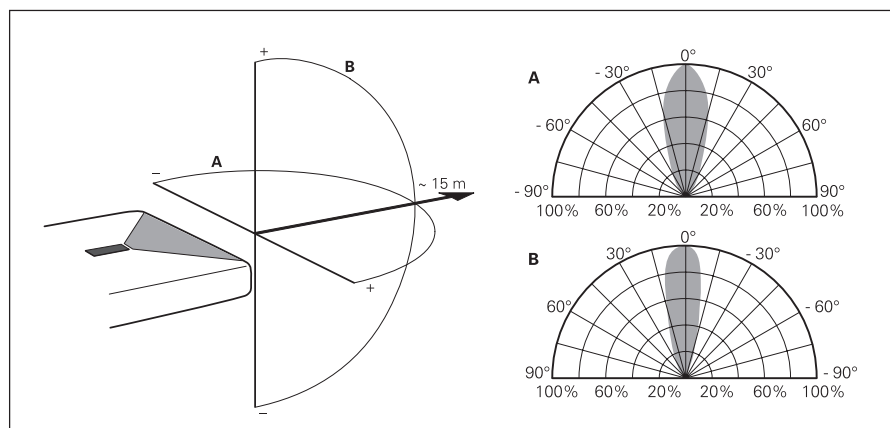 +
B
A
−
~ 15 m
+
−
A
0°
- 30° 30°
- 60° 60°
- 90° 90°
100% 60% 20% 20% 60% 100%
B
0°
30° - 30°
60° - 60°
90° - 90°
100% 60% 20% 20% 60% 100%